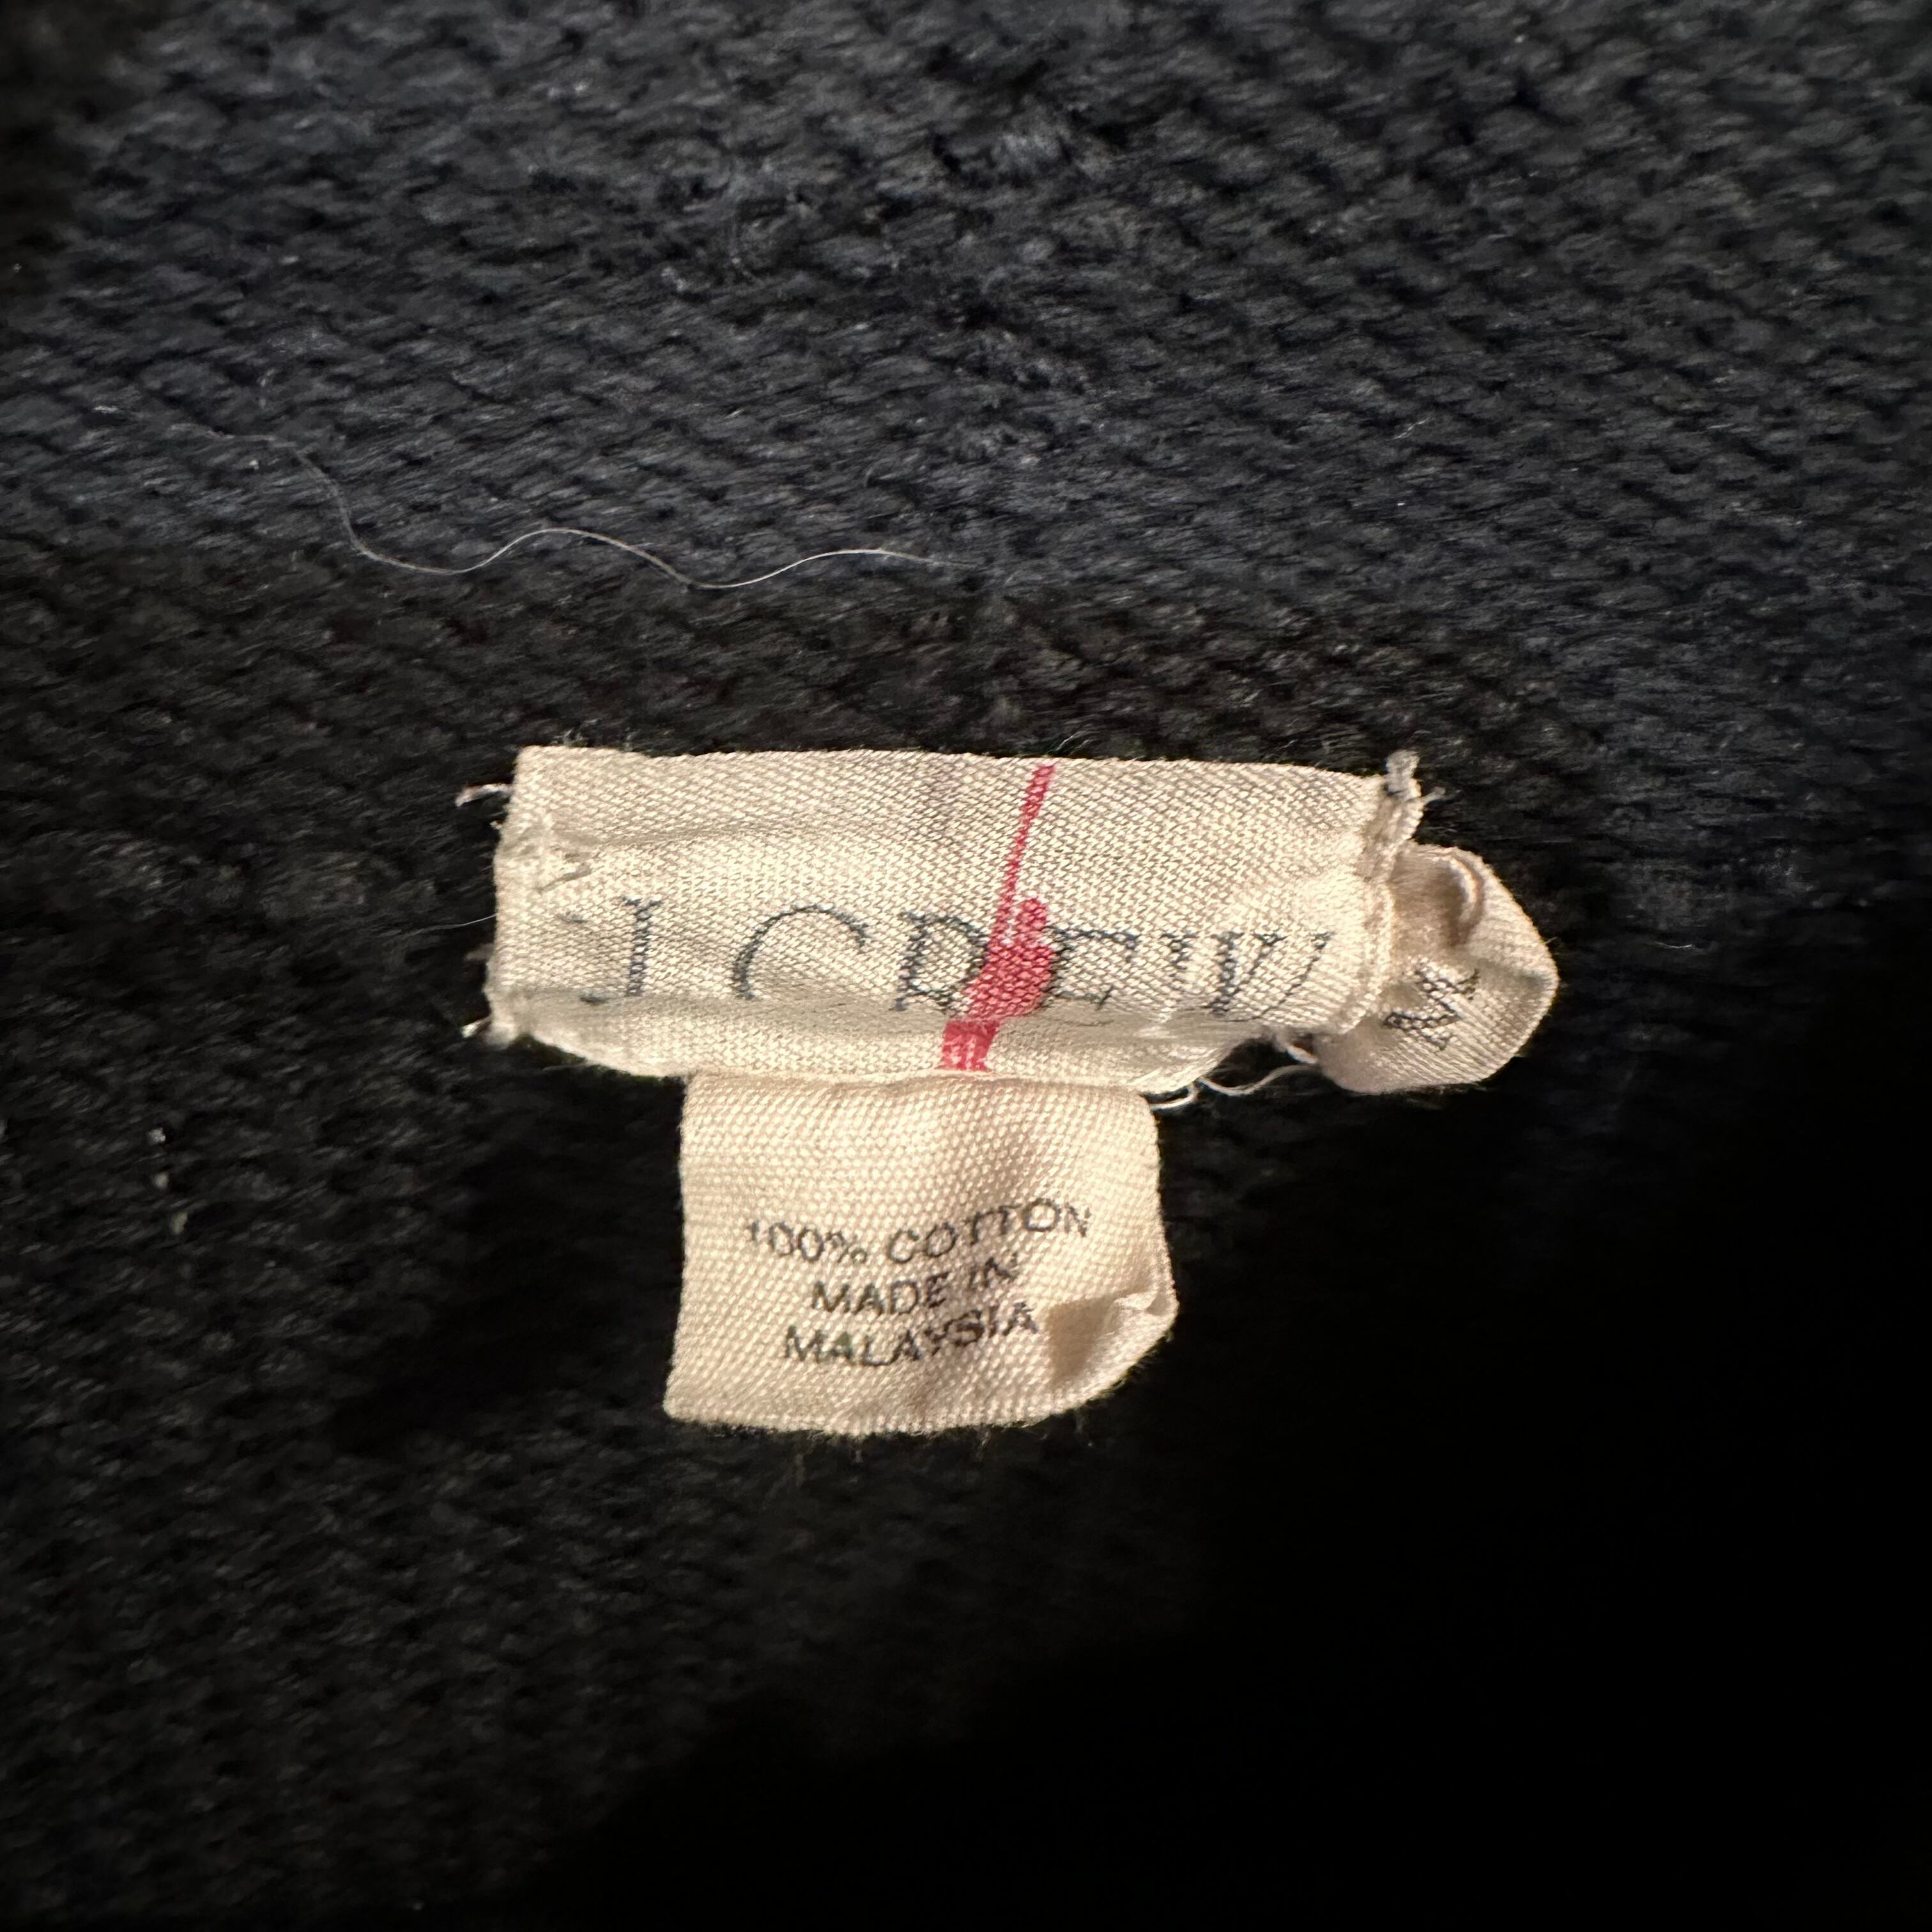 J. CREW
M
100% COTTON
MADE IN
MALAYSIA